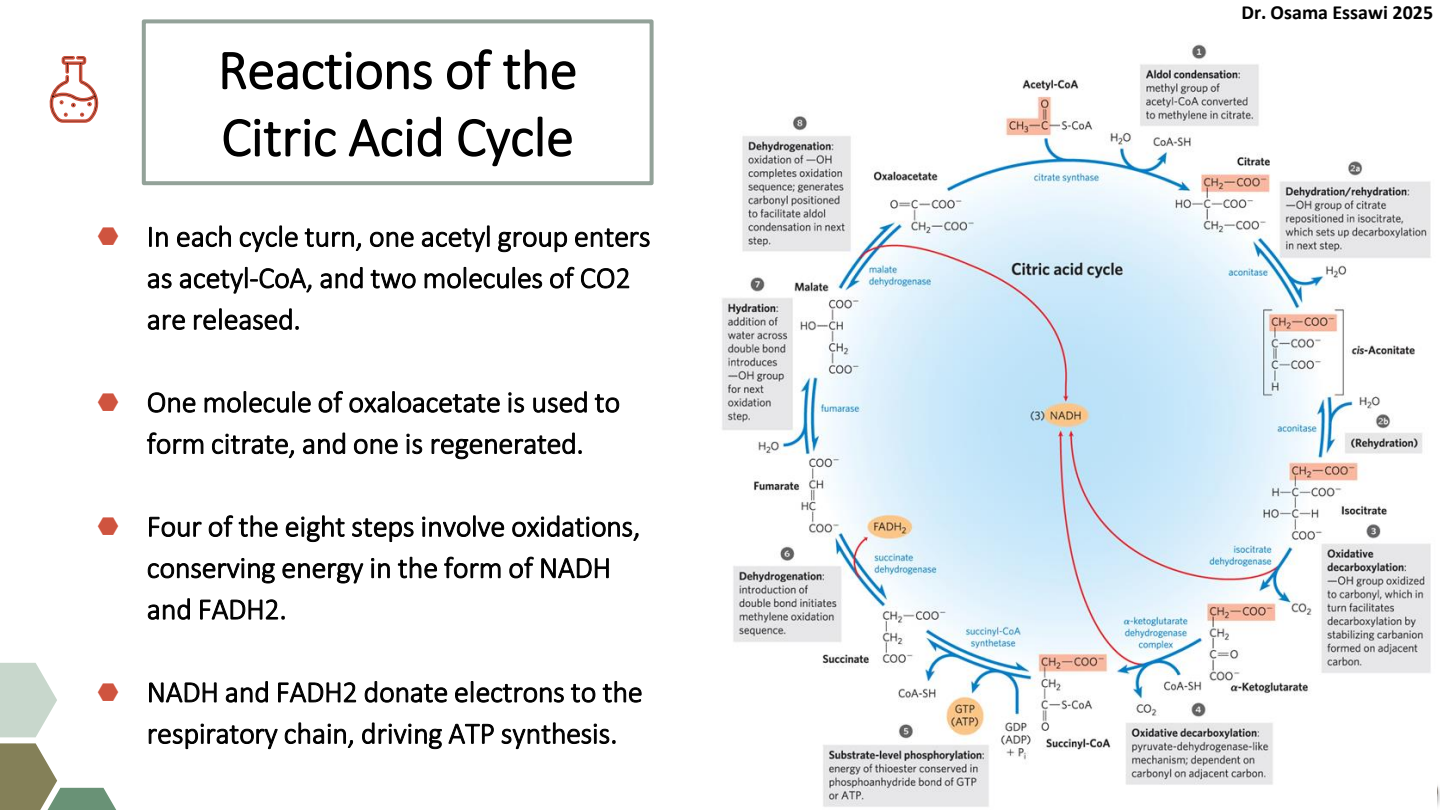 Dr. Osama Essawi 2025
Reactions of the
Citric Acid Cycle
In each cycle turn, one acetyl group enters
as acetyl-CoA, and two molecules of CO2
are released.
One molecule of oxaloacetate is used to
form citrate, and one is regenerated.
Four of the eight steps involve oxidations,
conserving energy in the form of NADH
and FADH2.
NADH and FADH2 donate electrons to the
respiratory chain, driving ATP synthesis.
Citric acid cycle
1
Aldol condensation:
methyl group of
acetyl-CoA converted
to methylene in citrate.
Acetyl-CoA
O
CH₃—C—S-CoA
H₂O
CoA-SH
citrate synthase
Citrate
CH₂—COO⁻
HO—C—COO⁻
CH₂—COO⁻
2a
Dehydration/rehydration:
—OH group of citrate
repositioned in isocitrate,
which sets up decarboxylation
in next step.
aconitase
H₂O
CH₂—COO⁻
C—COO⁻
C—COO⁻
H
cis-Aconitate
H₂O
aconitase
2b
(Rehydration)
CH₂—COO⁻
H—C—COO⁻
HO—C—H
COO⁻
Isocitrate
3
Oxidative
decarboxylation:
—OH group oxidized
to carbonyl, which in
turn facilitates
decarboxylation by
stabilizing carbanion
formed on adjacent
carbon.
isocitrate
dehydrogenase
CO₂
CH₂—COO⁻
CH₂
C=O
COO⁻
α-Ketoglutarate
α-ketoglutarate
dehydrogenase
complex
CoA-SH
CO₂
4
Oxidative decarboxylation:
pyruvate-dehydrogenase-like
mechanism; dependent on
carbonyl on adjacent carbon.
CH₂—COO⁻
CH₂
C—S-CoA
O
Succinyl-CoA
succinyl-CoA
synthetase
GDP
(ADP)
+ Pᵢ
GTP
(ATP)
CoA-SH
5
Substrate-level phosphorylation:
energy of thioester conserved in
phosphoanhydride bond of GTP
or ATP.
CH₂—COO⁻
CH₂
COO⁻
Succinate
succinate
dehydrogenase
FADH₂
6
Dehydrogenation:
introduction of
double bond initiates
methylene oxidation
sequence.
COO⁻
CH
HC
COO⁻
Fumarate
H₂O
fumarase
7
Hydration:
addition of
water across
double bond
introduces
—OH group
for next
oxidation
step.
Malate
COO⁻
HO—CH
CH₂
COO⁻
malate
dehydrogenase
8
Dehydrogenation:
oxidation of —OH
completes oxidation
sequence; generates
carbonyl positioned
to facilitate aldol
condensation in next
step.
Oxaloacetate
O=C—COO⁻
CH₂—COO⁻
(3) NADH